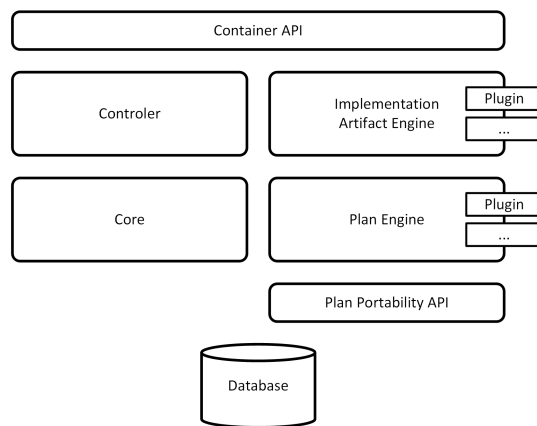 Container API
Controler
Implementation
Artifact Engine
Plugin
...
Core
Plan Engine
Plugin
...
Plan Portability API
Database